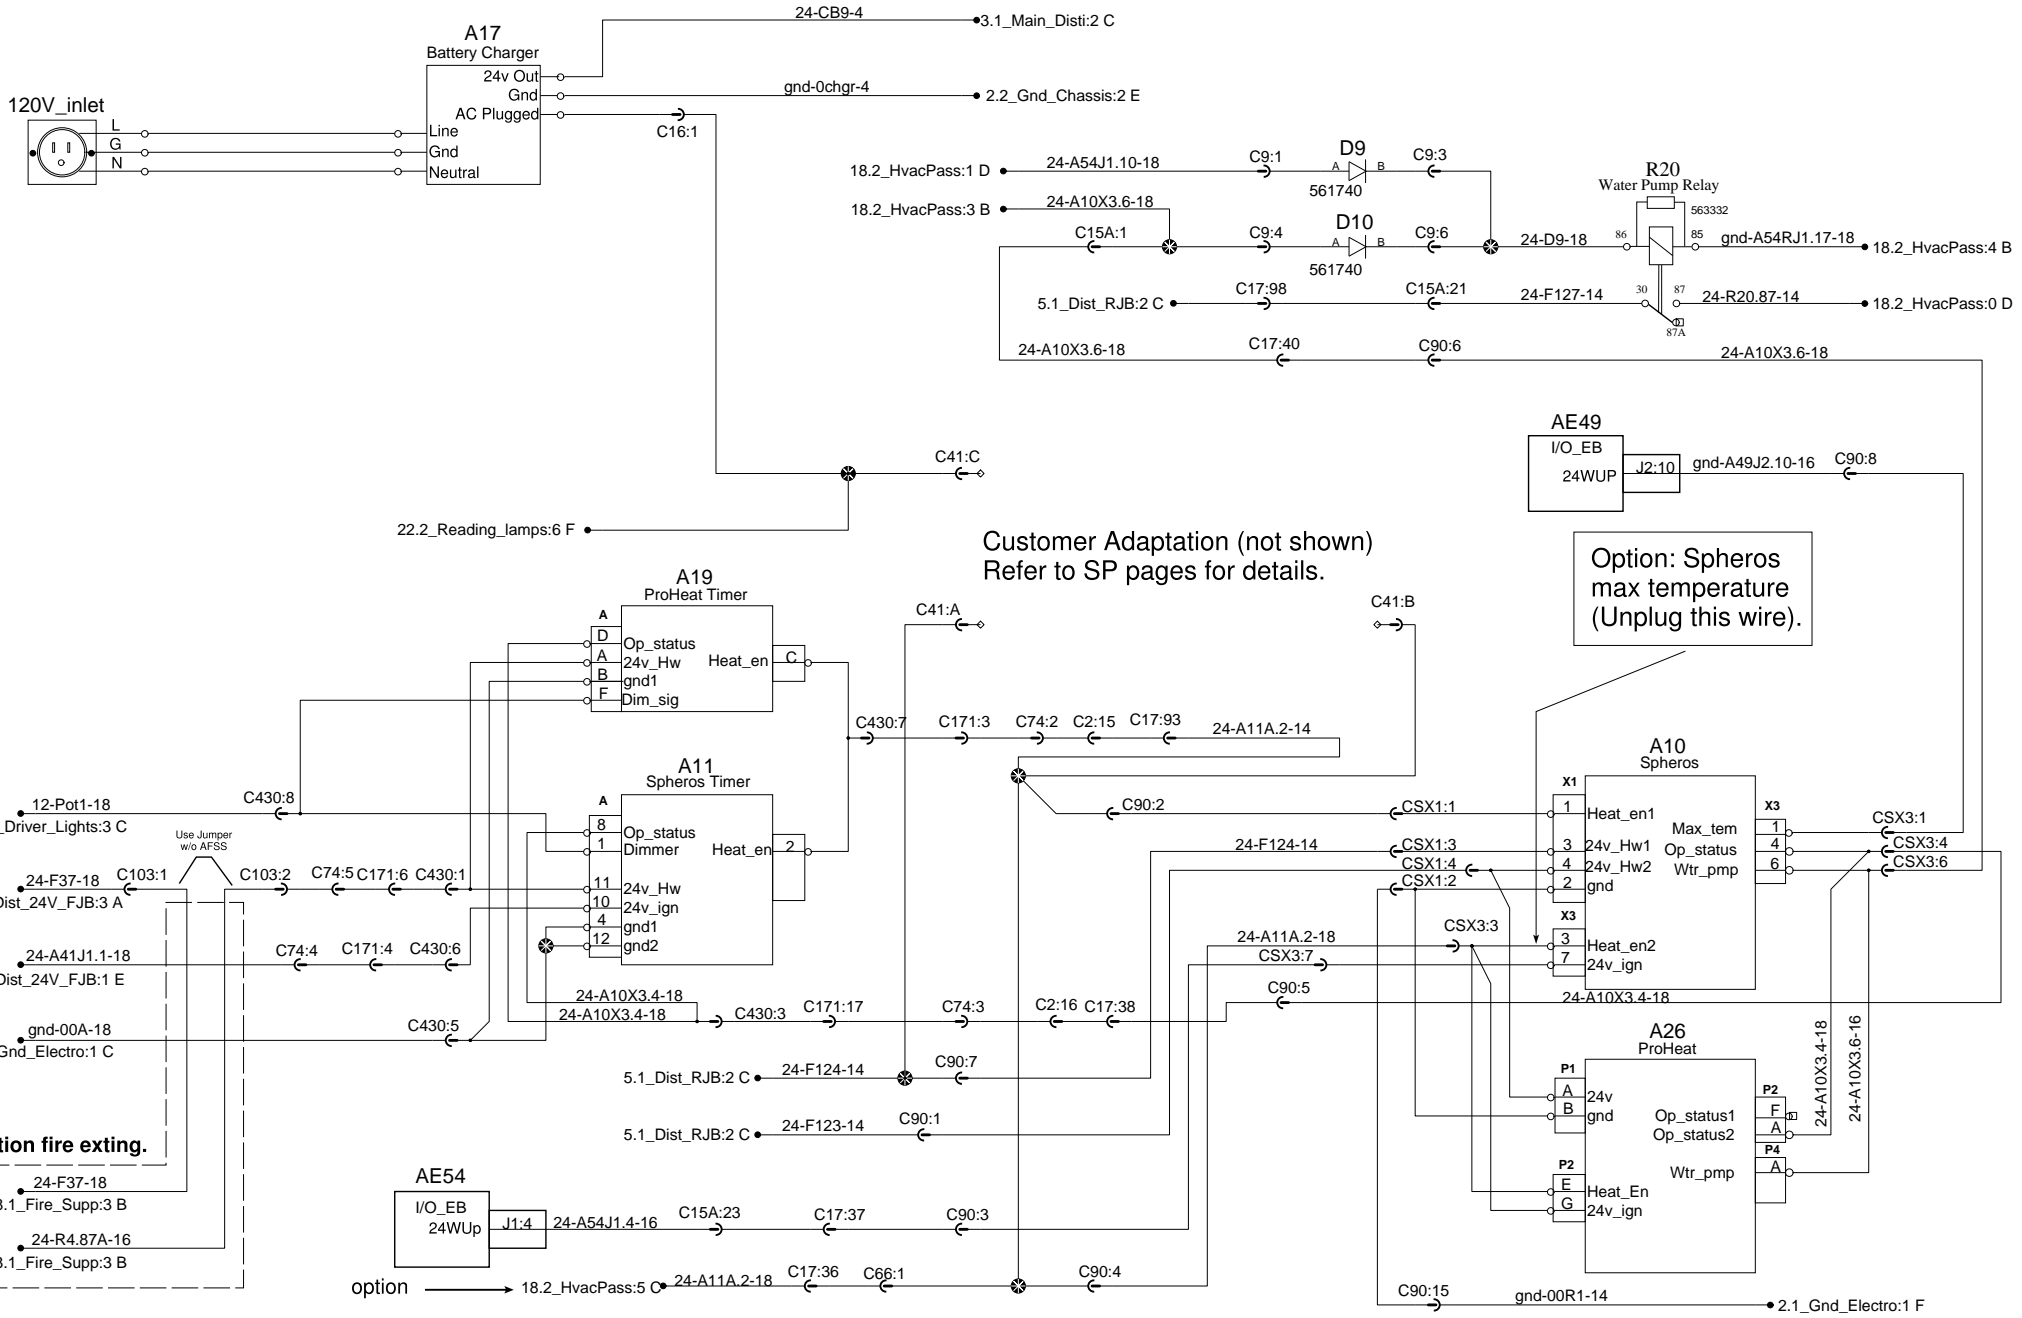 24-CB9-4
3.1_Main_Disti:2 C
A17
Battery Charger
24v Out
Gnd
AC Plugged
Line
Gnd
Neutral
gnd-0chgr-4
2.2_Gnd_Chassis:2 E
C16:1
120V_inlet
L
G
N
18.2_HvacPass:1 D
24-A54J1.10-18
C9:1
D9
A
B
561740
C9:3
18.2_HvacPass:3 B
24-A10X3.6-18
C15A:1
C9:4
D10
A
B
561740
C9:6
24-D9-18
R20
Water Pump Relay
563332
86
85
gnd-A54RJ1.17-18
18.2_HvacPass:4 B
5.1_Dist_RJB:2 C
C17:98
C15A:21
24-F127-14
30
87
87A
24-R20.87-14
18.2_HvacPass:0 D
24-A10X3.6-18
C17:40
C90:6
24-A10X3.6-18
AE49
I/O_EB
24WUP
J2:10
gnd-A49J2.10-16
C90:8
C41:C
22.2_Reading_lamps:6 F
Customer Adaptation (not shown)
Refer to SP pages for details.
Option: Spheros
max temperature
(Unplug this wire).
C41:A
C41:B
A19
ProHeat Timer
A
D
Op_status
A
24v_Hw
B
gnd1
F
Dim_sig
Heat_en
C
C430:7
C171:3
C74:2
C2:15
C17:93
24-A11A.2-14
A11
Spheros Timer
A
8
Op_status
1
Dimmer
Heat_en
2
11
24v_Hw
10
24v_ign
4
gnd1
12
gnd2
12-Pot1-18
_Driver_Lights:3 C
C430:8
Use Jumper
w/o AFSS
24-F37-18
C103:1
Dist_24V_FJB:3 A
C103:2
C74:5
C171:6
C430:1
24-A41J1.1-18
Dist_24V_FJB:1 E
C74:4
C171:4
C430:6
gnd-00A-18
Gnd_Electro:1 C
C430:5
24-A10X3.4-18
24-A10X3.4-18
C430:3
C171:17
C74:3
C2:16
C17:38
C90:5
24-A10X3.4-18
A10
Spheros
X1
1
Heat_en1
3
24v_Hw1
4
24v_Hw2
2
gnd
X3
3
Heat_en2
7
24v_ign
X3
Max_tem
1
Op_status
4
Wtr_pmp
6
CSX3:1
CSX3:4
CSX3:6
C90:2
CSX1:1
24-F124-14
CSX1:3
CSX1:4
CSX1:2
24-A11A.2-18
CSX3:3
CSX3:7
5.1_Dist_RJB:2 C
24-F124-14
C90:7
5.1_Dist_RJB:2 C
24-F123-14
C90:1
A26
ProHeat
P1
A
24v
B
gnd
P2
E
Heat_En
G
24v_ign
P2
Op_status1
F
Op_status2
A
P4
Wtr_pmp
A
24-A10X3.4-18
24-A10X3.6-16
tion fire exting.
24-F37-18
3.1_Fire_Supp:3 B
24-R4.87A-16
3.1_Fire_Supp:3 B
AE54
I/O_EB
24WUp
J1:4
24-A54J1.4-16
C15A:23
C17:37
C90:3
option
18.2_HvacPass:5 C
24-A11A.2-18
C17:36
C66:1
C90:4
C90:15
gnd-00R1-14
2.1_Gnd_Electro:1 F